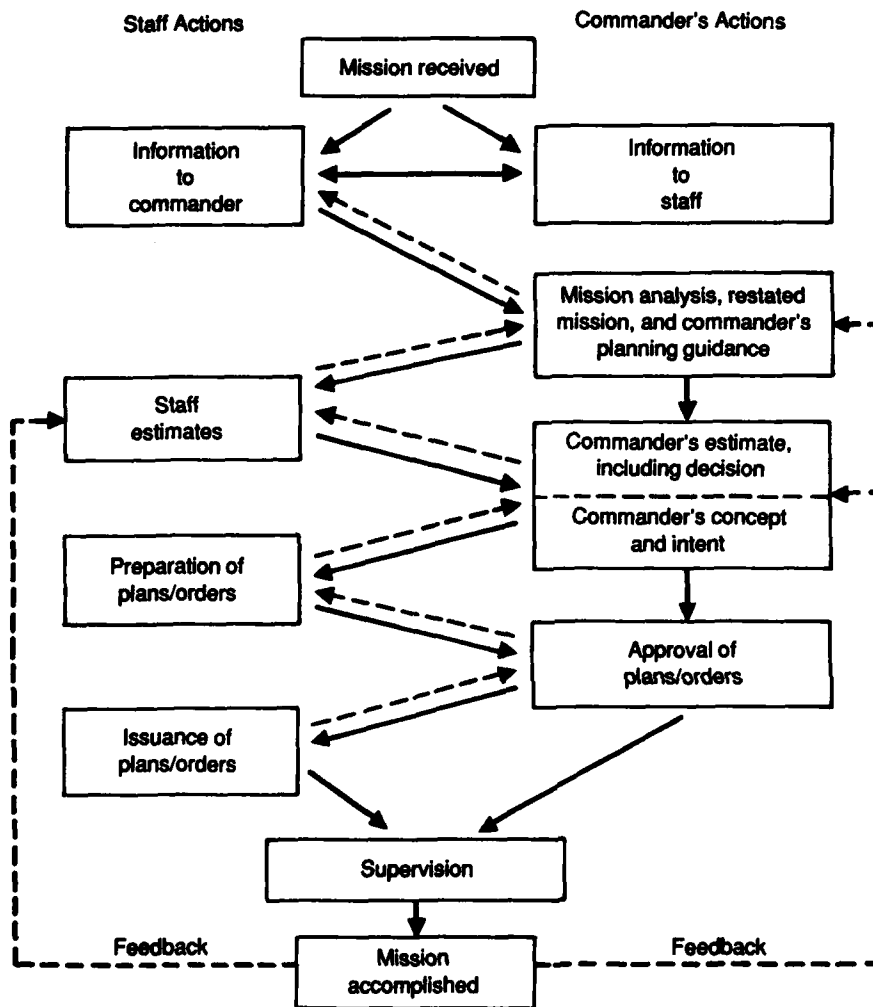 Staff Actions
Commander's Actions
Mission received
Information
to
commander
Information
to
staff
Mission analysis, restated
mission, and commander's
planning guidance
Staff
estimates
Commander's estimate,
including decision
Commander's concept
and intent
Preparation of
plans/orders
Approval of
plans/orders
Issuance of
plans/orders
Supervision
Feedback
Mission
accomplished
Feedback